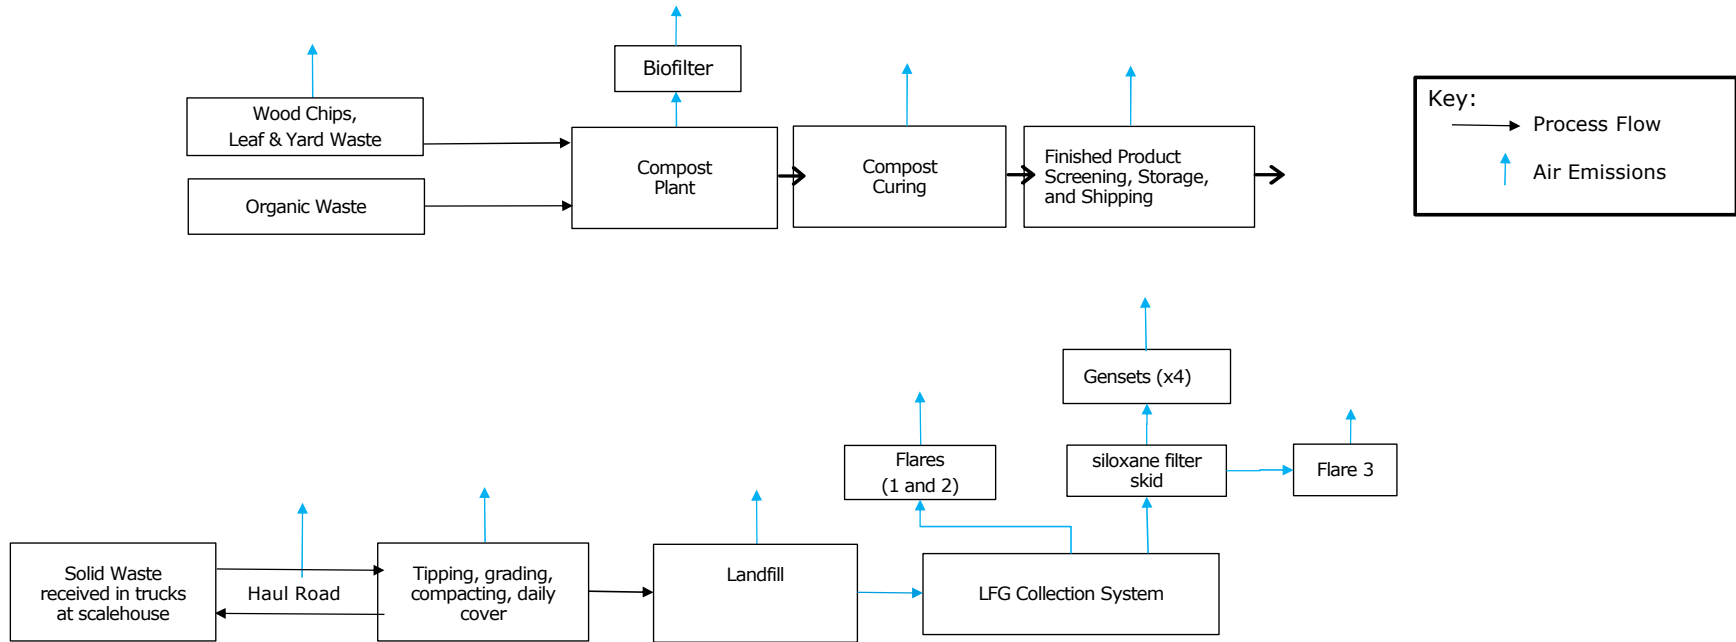 Biofilter
Wood Chips,
Leaf & Yard Waste
Organic Waste
Compost
Plant
Compost
Curing
Finished Product
Screening, Storage,
and Shipping
Key:
Process Flow
Air Emissions
Gensets (x4)
Flares
(1 and 2)
siloxane filter
skid
Flare 3
Solid Waste
received in trucks
at scalehouse
Haul Road
Tipping, grading,
compacting, daily
cover
Landfill
LFG Collection System